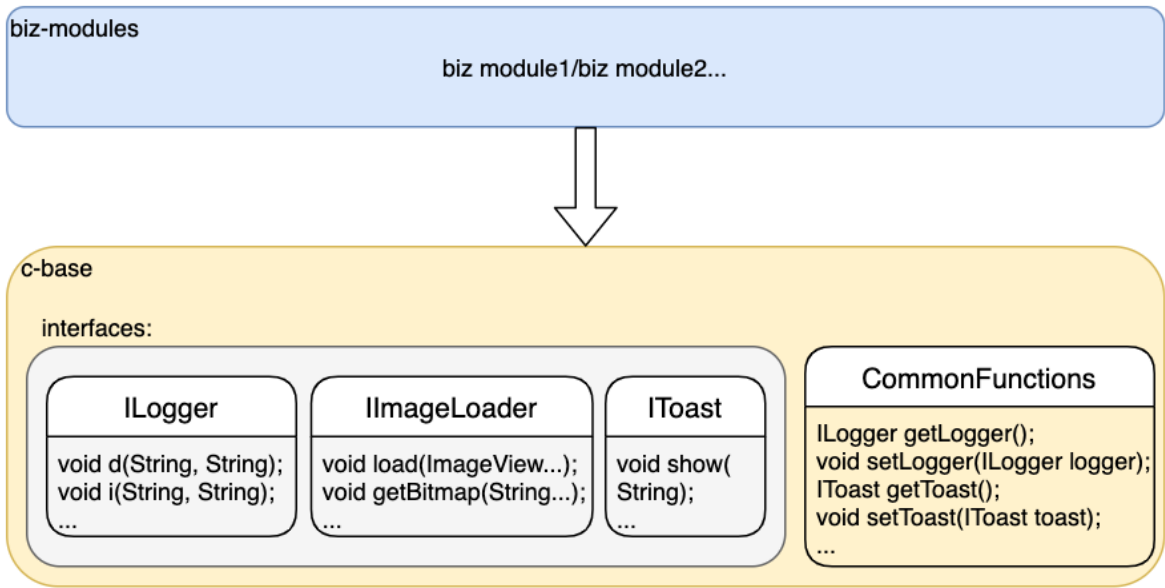 biz-modules
biz module1/biz module2...
c-base
interfaces:
ILogger
void d(String, String);
void i(String, String);
...
IImageLoader
void load(ImageView...);
void getBitmap(String...);
...
IToast
void show(
String);
...
CommonFunctions
ILogger getLogger();
void setLogger(ILogger logger);
IToast getToast();
void setToast(IToast toast);
...